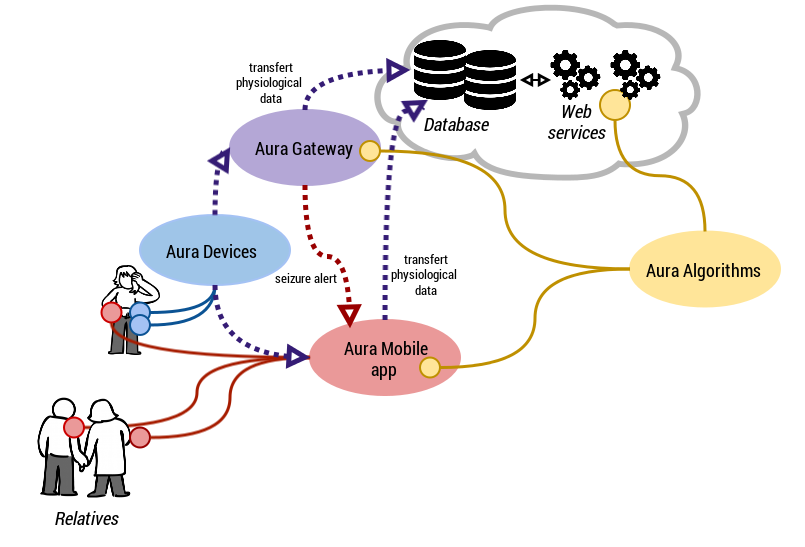 transfert
physiological
data
Database
Web
services
Aura Gateway
Aura Devices
seizure alert
transfert
physiological
data
Aura Algorithms
Aura Mobile
app
Relatives